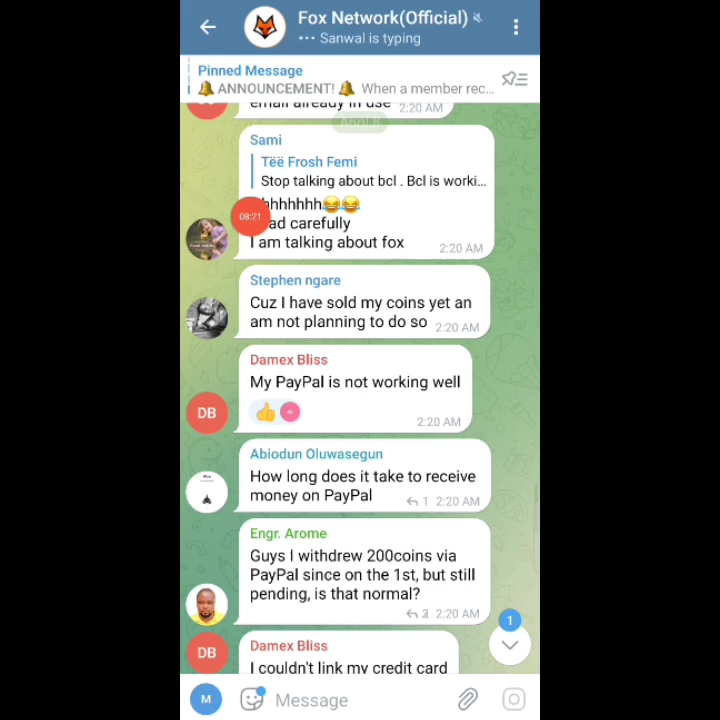 Fox Network(Official)
Sanwal is typing
Pinned Message
ANNOUNCEMENT! When a member rec...
email already in use 2:20 AM
April 8
Sami
Tëë Frosh Femi
Stop talking about bcl . Bcl is worki...
hhhhhhh
08:21
ad carefully
I am talking about fox 2:20 AM
Stephen ngare
Cuz I have sold my coins yet an
am not planning to do so 2:20 AM
Damex Bliss
My PayPal is not working well
DB
2:20 AM
Abiodun Oluwasegun
How long does it take to receive
money on PayPal 1 2:20 AM
Engr. Arome
Guys I withdrew 200coins via
PayPal since on the 1st, but still
pending, is that normal?
2:20 AM
1
Damex Bliss
DB
I couldn't link my credit card
M
Message